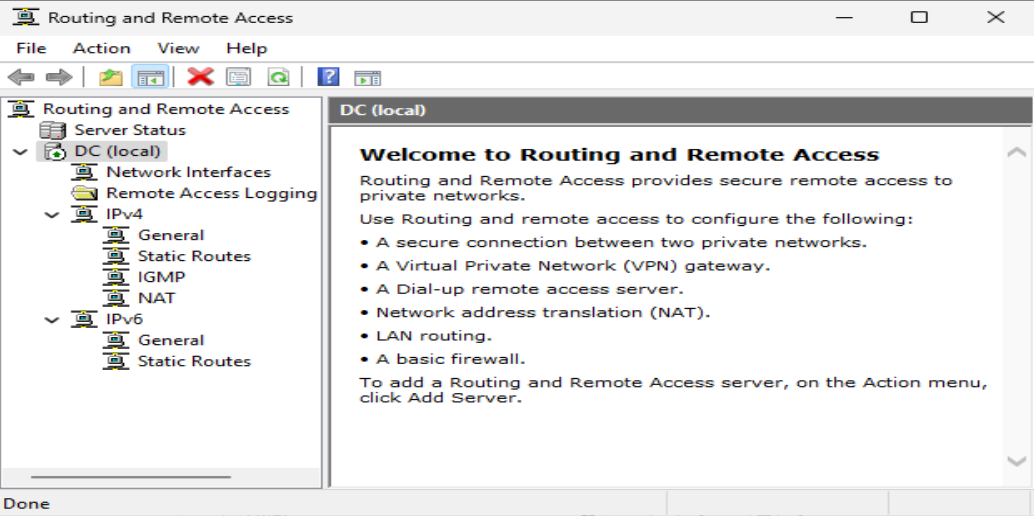 Routing and Remote Access
File Action View Help
Routing and Remote Access
Server Status
DC (local)
Network Interfaces
Remote Access Logging
IPv4
General
Static Routes
IGMP
NAT
IPv6
General
Static Routes
DC (local)
Welcome to Routing and Remote Access
Routing and Remote Access provides secure remote access to
private networks.
Use Routing and remote access to configure the following:
• A secure connection between two private networks.
• A Virtual Private Network (VPN) gateway.
• A Dial-up remote access server.
• Network address translation (NAT).
• LAN routing.
• A basic firewall.
To add a Routing and Remote Access server, on the Action menu,
click Add Server.
Done